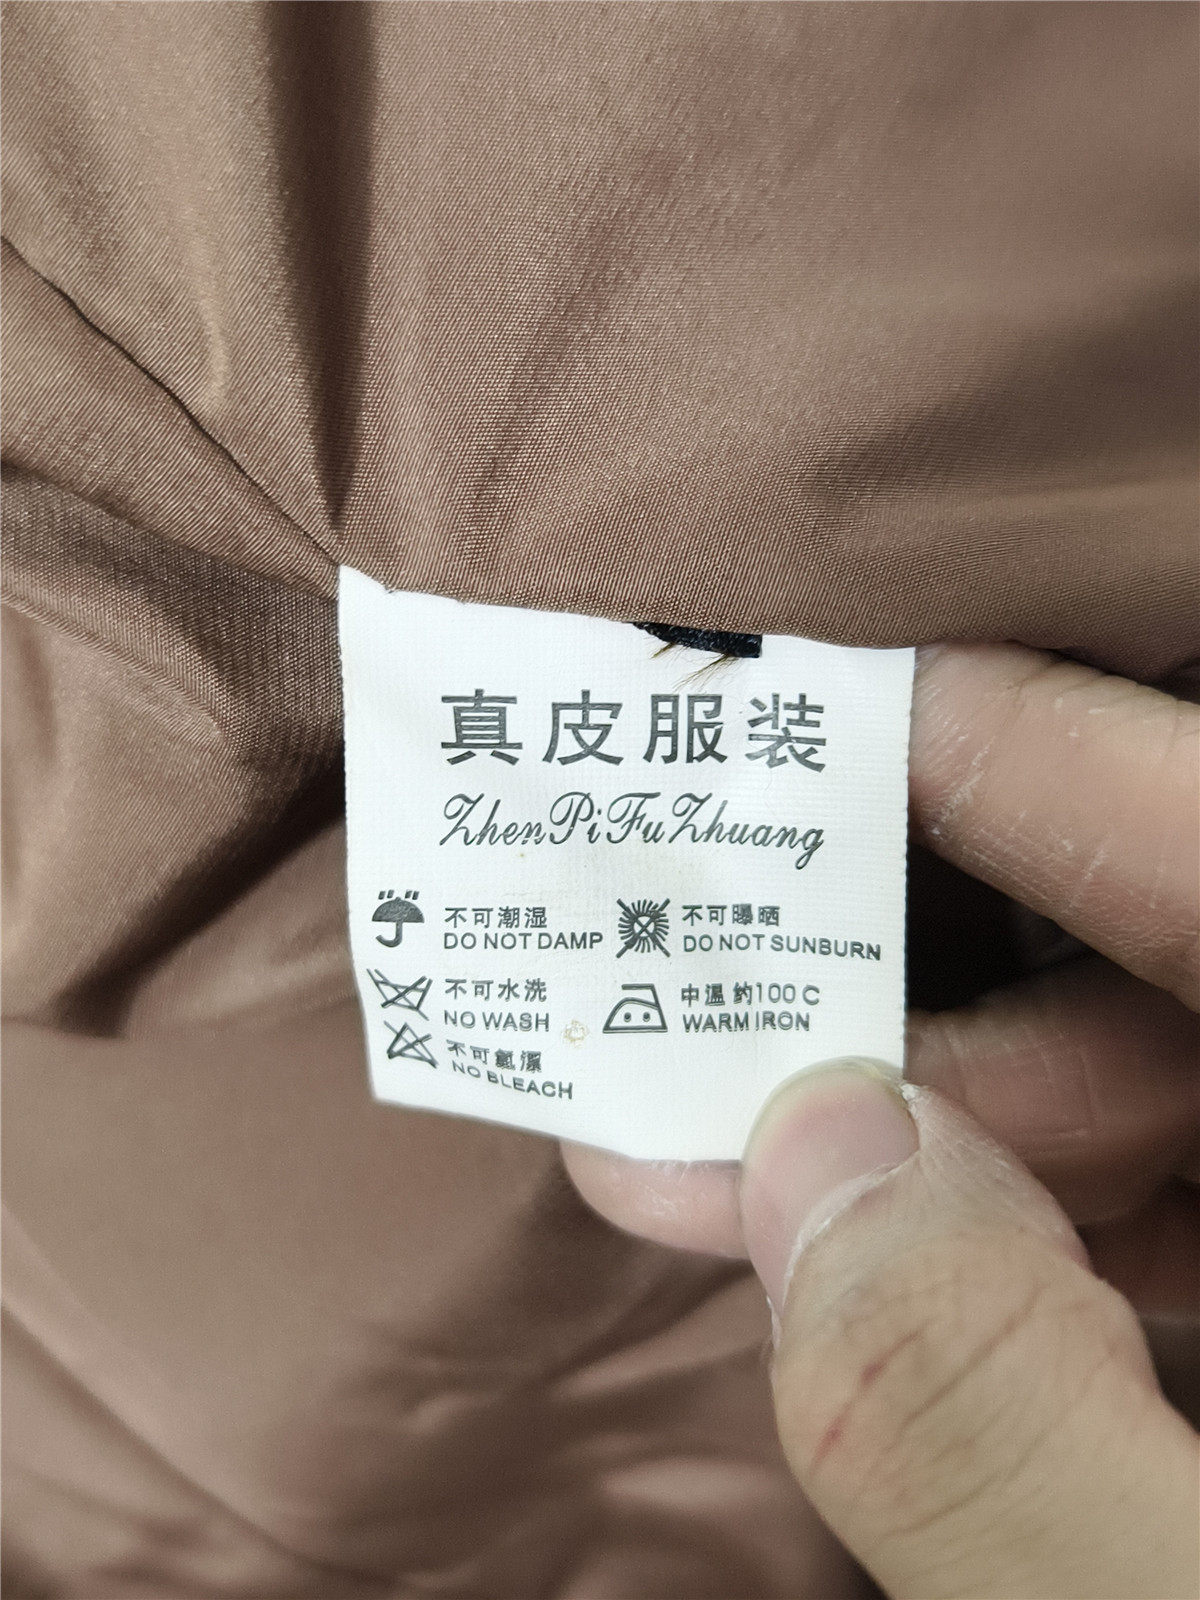 真皮服装
ZhenPiFuZhuang
不可潮湿
DO NOT DAMP
不可曝晒
DO NOT SUNBURN
不可水洗
NO WASH
中温 约100 C
WARM IRON
不可氯漂
NO BLEACH